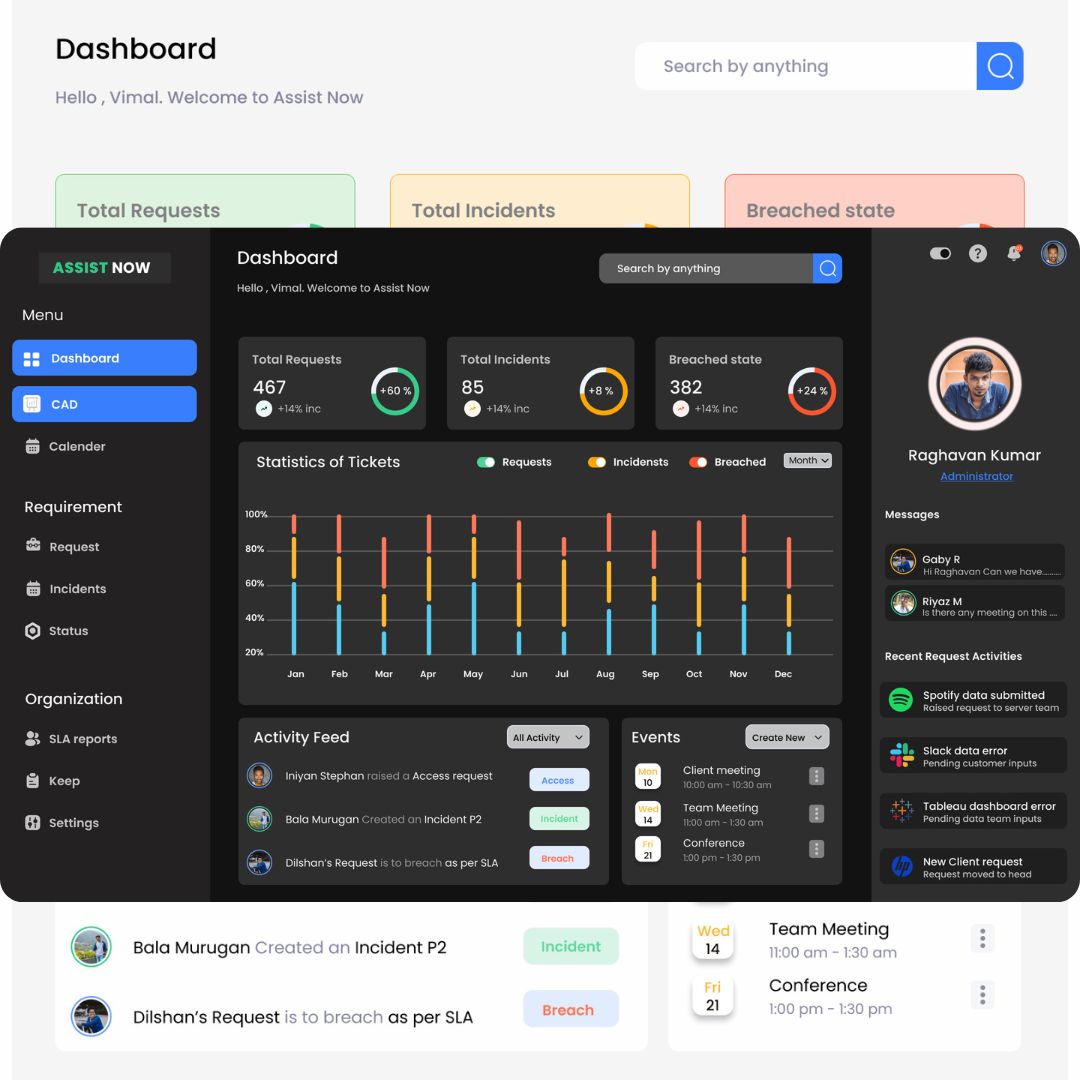 Dashboard
Search by anything
Hello , Vimal. Welcome to Assist Now
Total Requests
Total Incidents
Breached state
ASSIST NOW
Menu
Dashboard
CAD
Calender
Requirement
Request
Incidents
Status
Organization
SLA reports
Keep
Settings
Dashboard
Hello , Vimal. Welcome to Assist Now
Search by anything
Total Requests
467
+14% inc
+60 %
Total Incidents
85
+14% inc
+8 %
Breached state
382
+14% inc
+24 %
Statistics of Tickets
Requests
Incidensts
Breached
Month
100%
80%
60%
40%
20%
Jan Feb Mar Apr May Jun Jul Aug Sep Oct Nov Dec
Activity Feed
All Activity
Iniyan Stephan raised a Access request
Access
Bala Murugan Created an Incident P2
Incident
Dilshan's Request is to breach as per SLA
Breach
Events
Create New
Mon
10
Client meeting
10:00 am - 10:30 am
Wed
14
Team Meeting
11:00 am - 1:30 am
Fri
21
Conference
1:00 pm - 1:30 pm
?
Raghavan Kumar
Administrator
Messages
Gaby R
Hi Raghavan Can we have..........
Riyaz M
Is there any meeting on this ....
Recent Request Activities
Spotify data submitted
Raised request to server team
Slack data error
Pending customer inputs
Tableau dashboard error
Pending data team inputs
hp
New Client request
Request moved to head
Bala Murugan Created an Incident P2
Incident
Dilshan's Request is to breach as per SLA
Breach
Wed
14
Team Meeting
11:00 am - 1:30 am
Fri
21
Conference
1:00 pm - 1:30 pm